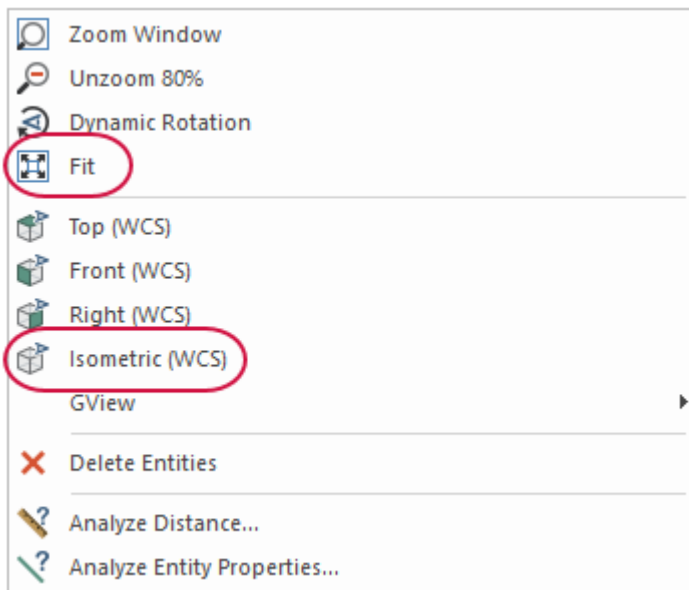 Zoom Window
Unzoom 80%
Dynamic Rotation
Fit
Top (WCS)
Front (WCS)
Right (WCS)
Isometric (WCS)
GView
Delete Entities
Analyze Distance...
Analyze Entity Properties...